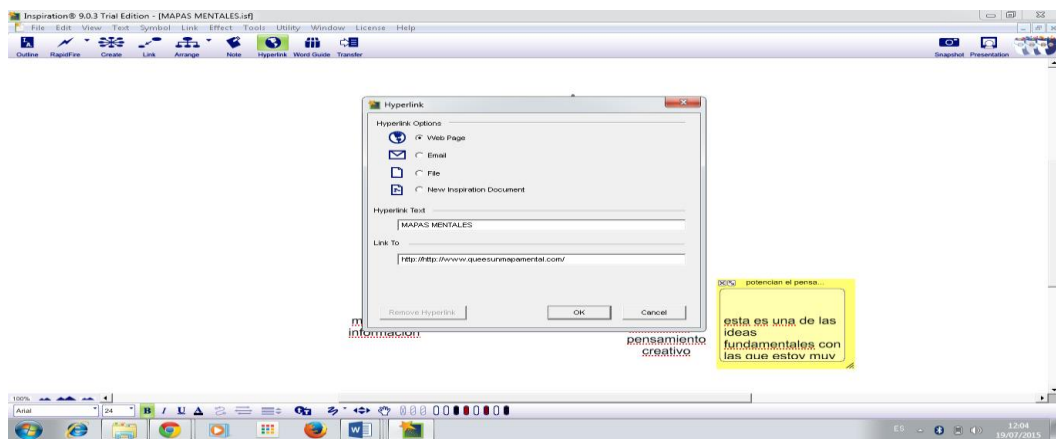 Inspiration® 9.0.3 Trial Edition - [MAPAS MENTALES.isf]
File Edit View Text Symbol Link Effect Tools Utility Window License Help
Outline RapidFire Create Link Arrange Note Hyperlink Word Guide Transfer Snapshot Presentation
Hyperlink
Hyperlink Options
Web Page
Email
File
New Inspiration Document
Hyperlink Text
MAPAS MENTALES
Link To
http://http://www.queesunmapamental.com/
Remove Hyperlink OK Cancel
potencian el pensa...
esta es una de las
ideas
fundamentales con
las que estoy muy
m
información
pensamiento
creativo
100%
Arial 24 B I U A
ES 12:04
19/07/2015